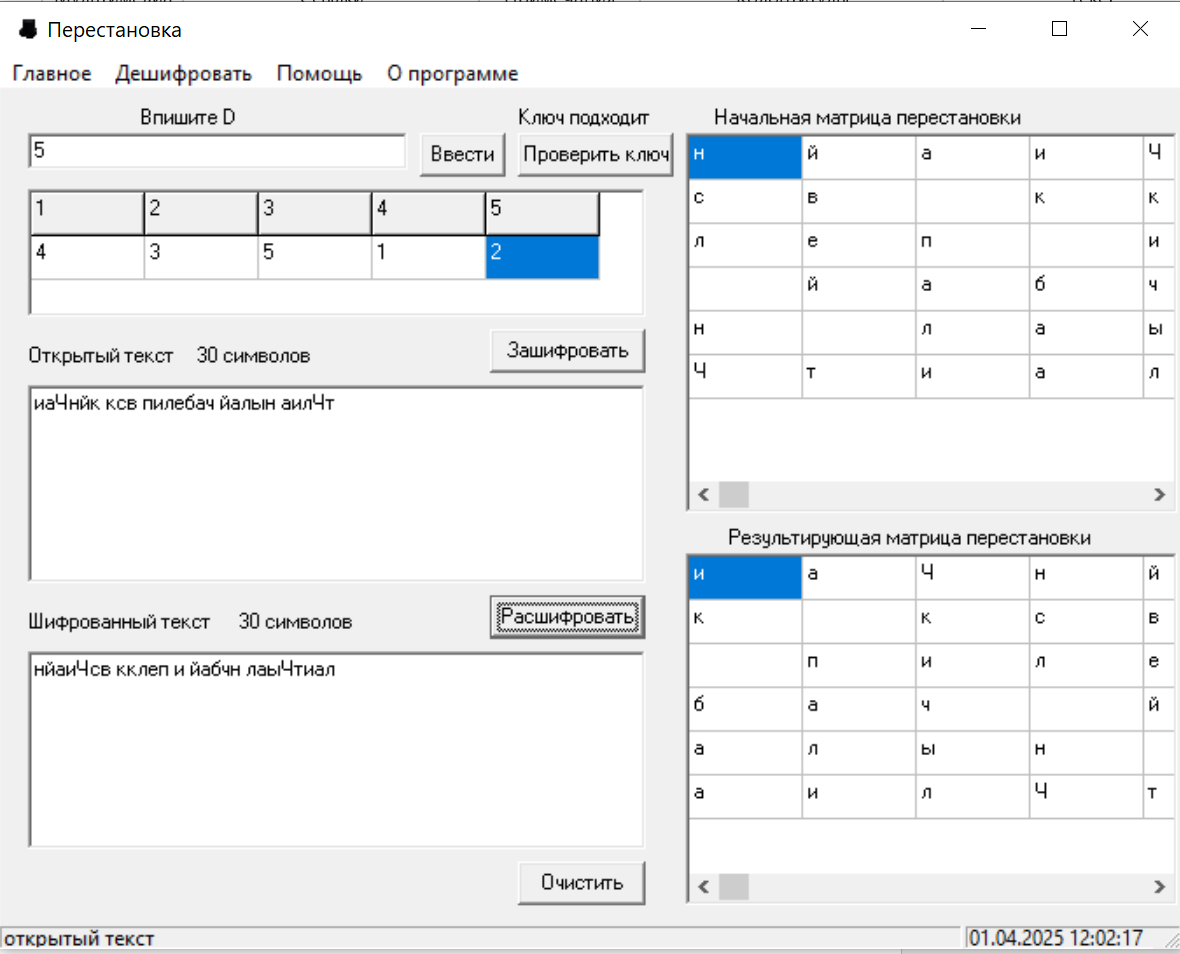 Перестановка
Главное Дешифровать Помощь О программе
Впишите D
5
Ввести
Ключ подходит
Проверить ключ
1 2 3 4 5
4 3 5 1 2
Открытый текст 30 символов
Зашифровать
иаЧнйк ксв пилебач йалын аилЧт
Шифрованный текст 30 символов
Расшифровать
нйаиЧсв кклеп и йабчн лаыЧтиал
Очистить
Начальная матрица перестановки
н й а и Ч
с в к к
л е п и
й а б ч
н л а ы
Ч т и а л
Результирующая матрица перестановки
и а Ч н й
к к с в
п и л е
б а ч й
а л ы н
а и л Ч т
открытый текст
01.04.2025 12:02:17